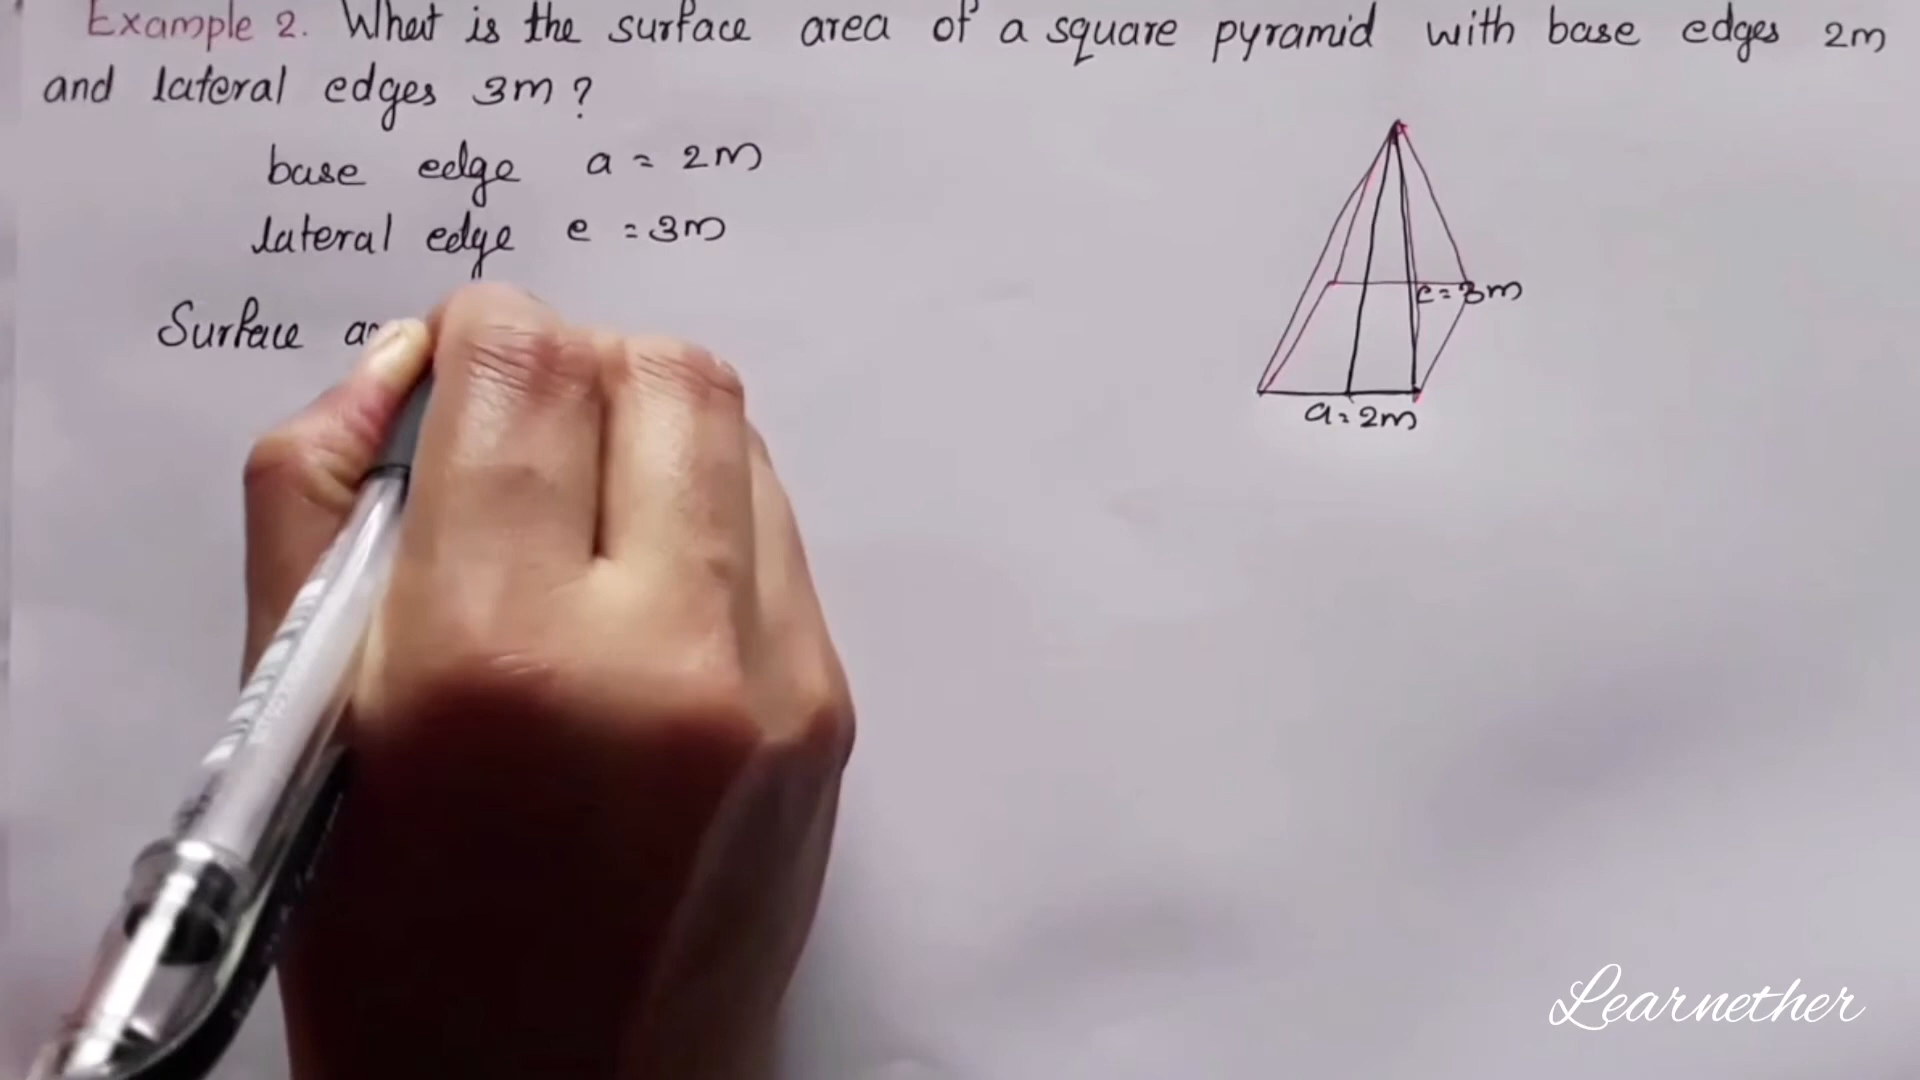 Example 2. What is the surface area of a square pyramid with base edges 2m
and lateral edges 3m?
base edge a = 2m
lateral edge e = 3m
Surface
e = 3m
a = 2m
Learnether